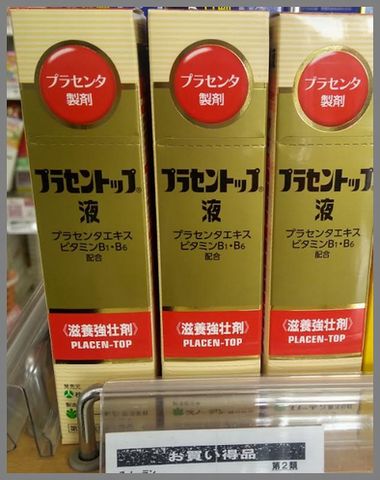 プラセンタ
製剤
プラセントップ®
液
プラセンタエキス
ビタミンB1・B6
配合
《滋養強壮剤》
PLACEN-TOP
発売元
製造
プラセンタ
製剤
プラセントップ®
液
プラセンタエキス
ビタミンB1・B6
配合
《滋養強壮剤》
PLACEN-TOP
プラセンタ
製剤
プラセントップ
液
プラセンタエキス
ビタミンB1・B6
配合
《滋養強壮剤》
PLACEN-TOP
お買い得品
第2類